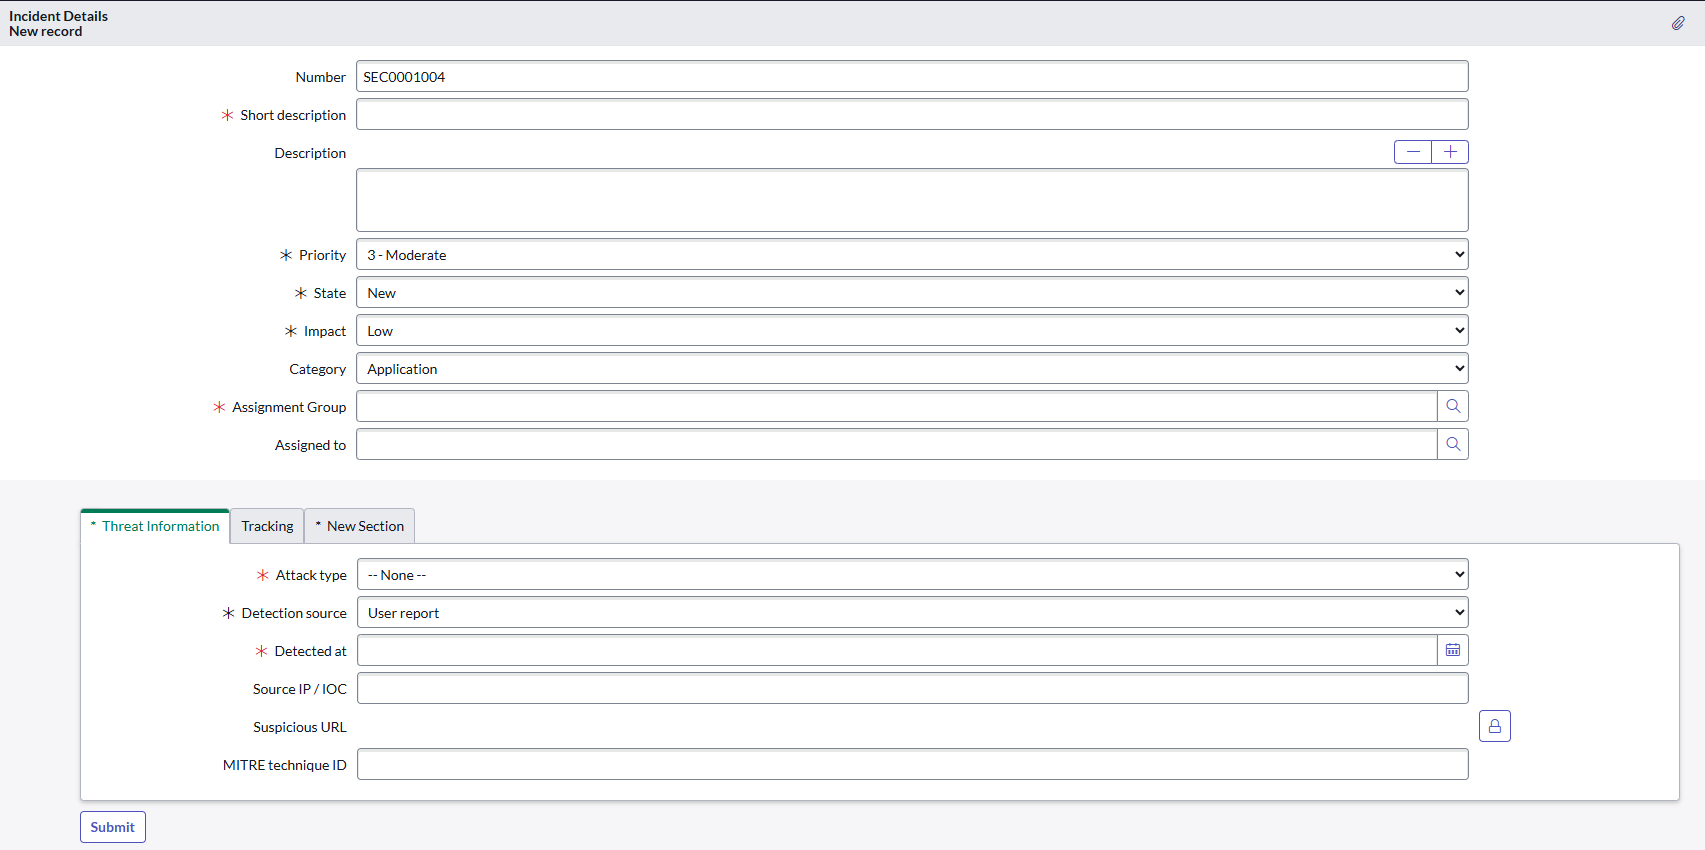 Incident Details
New record
Number SEC0001004
* Short description
Description
* Priority 3 - Moderate
* State New
* Impact Low
Category Application
* Assignment Group
Assigned to
* Threat Information Tracking * New Section
* Attack type -- None --
* Detection source User report
* Detected at
Source IP / IOC
Suspicious URL
MITRE technique ID
Submit